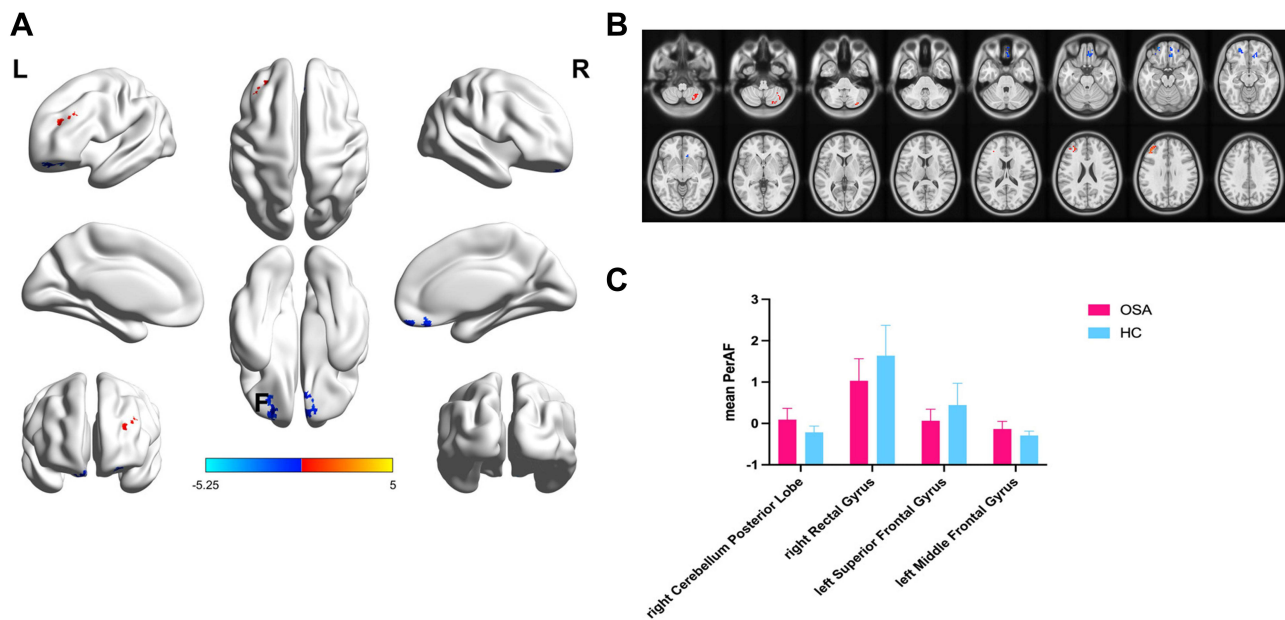 A
L
R
F
-5.25
5
B
C
mean PerAF
3
2
1
0
-1
right Cerebellum Posterior Lobe
right Rectal Gyrus
left Superior Frontal Gyrus
left Middle Frontal Gyrus
OSA
HC